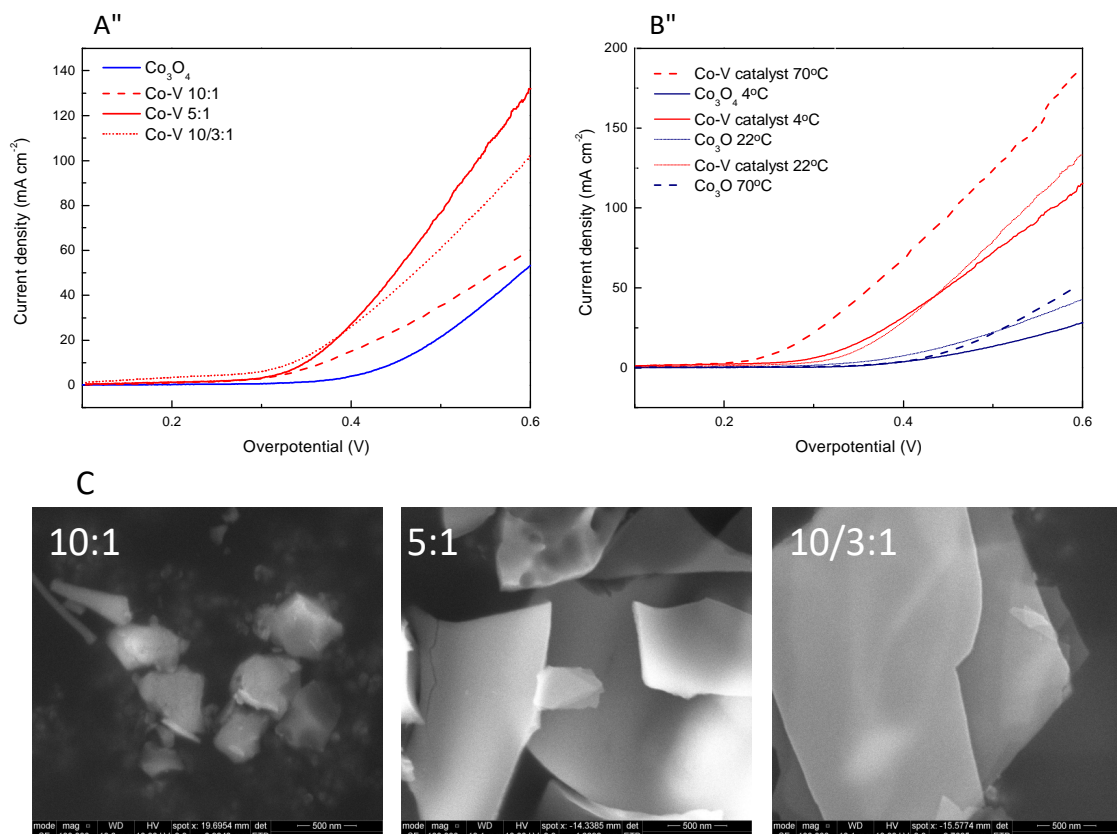 A"
Co3O4
Co-V 10:1
Co-V 5:1
Co-V 10/3:1
140
120
100
80
60
40
20
0
Current density (mA cm-2)
0.2 0.4 0.6
Overpotential (V)
B"
Co-V catalyst 70ºC
Co3O4 4ºC
Co-V catalyst 4ºC
Co3O 22ºC
Co-V catalyst 22ºC
Co3O 70ºC
200
150
100
50
0
Current density (mA cm-2)
0.2 0.4 0.6
Overpotential (V)
C
10:1
mode mag WD HV spot x: 19.6954 mm det 500 nm
5:1
mode mag WD HV spot x: -14.3385 mm det 500 nm
10/3:1
mode mag WD HV spot x: -15.5774 mm det 500 nm